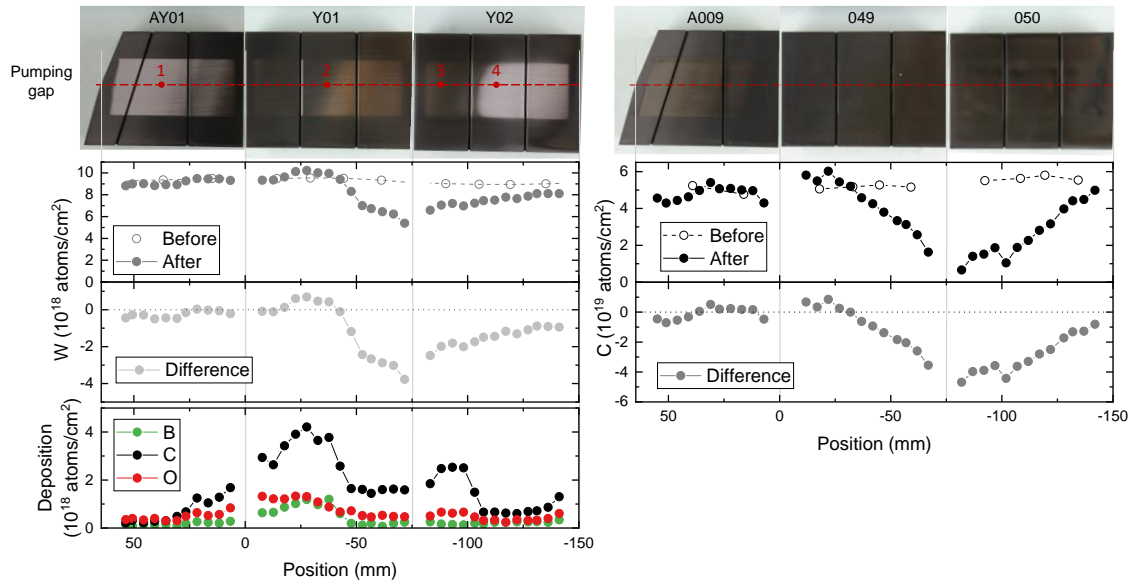 AY01 Y01 Y02 A009 049 050
Pumping
gap
1 2 3 4
10
8
6
4
2
0
Before
After
0
-2
-4
Difference
W (10^18 atoms/cm^2)
4
2
0
B
C
O
Deposition
(10^18 atoms/cm^2)
50 0 -50 -100 -150
Position (mm)
6
4
2
0
Before
After
0
-2
-4
-6
Difference
C (10^19 atoms/cm^2)
50 0 -50 -100 -150
Position (mm)